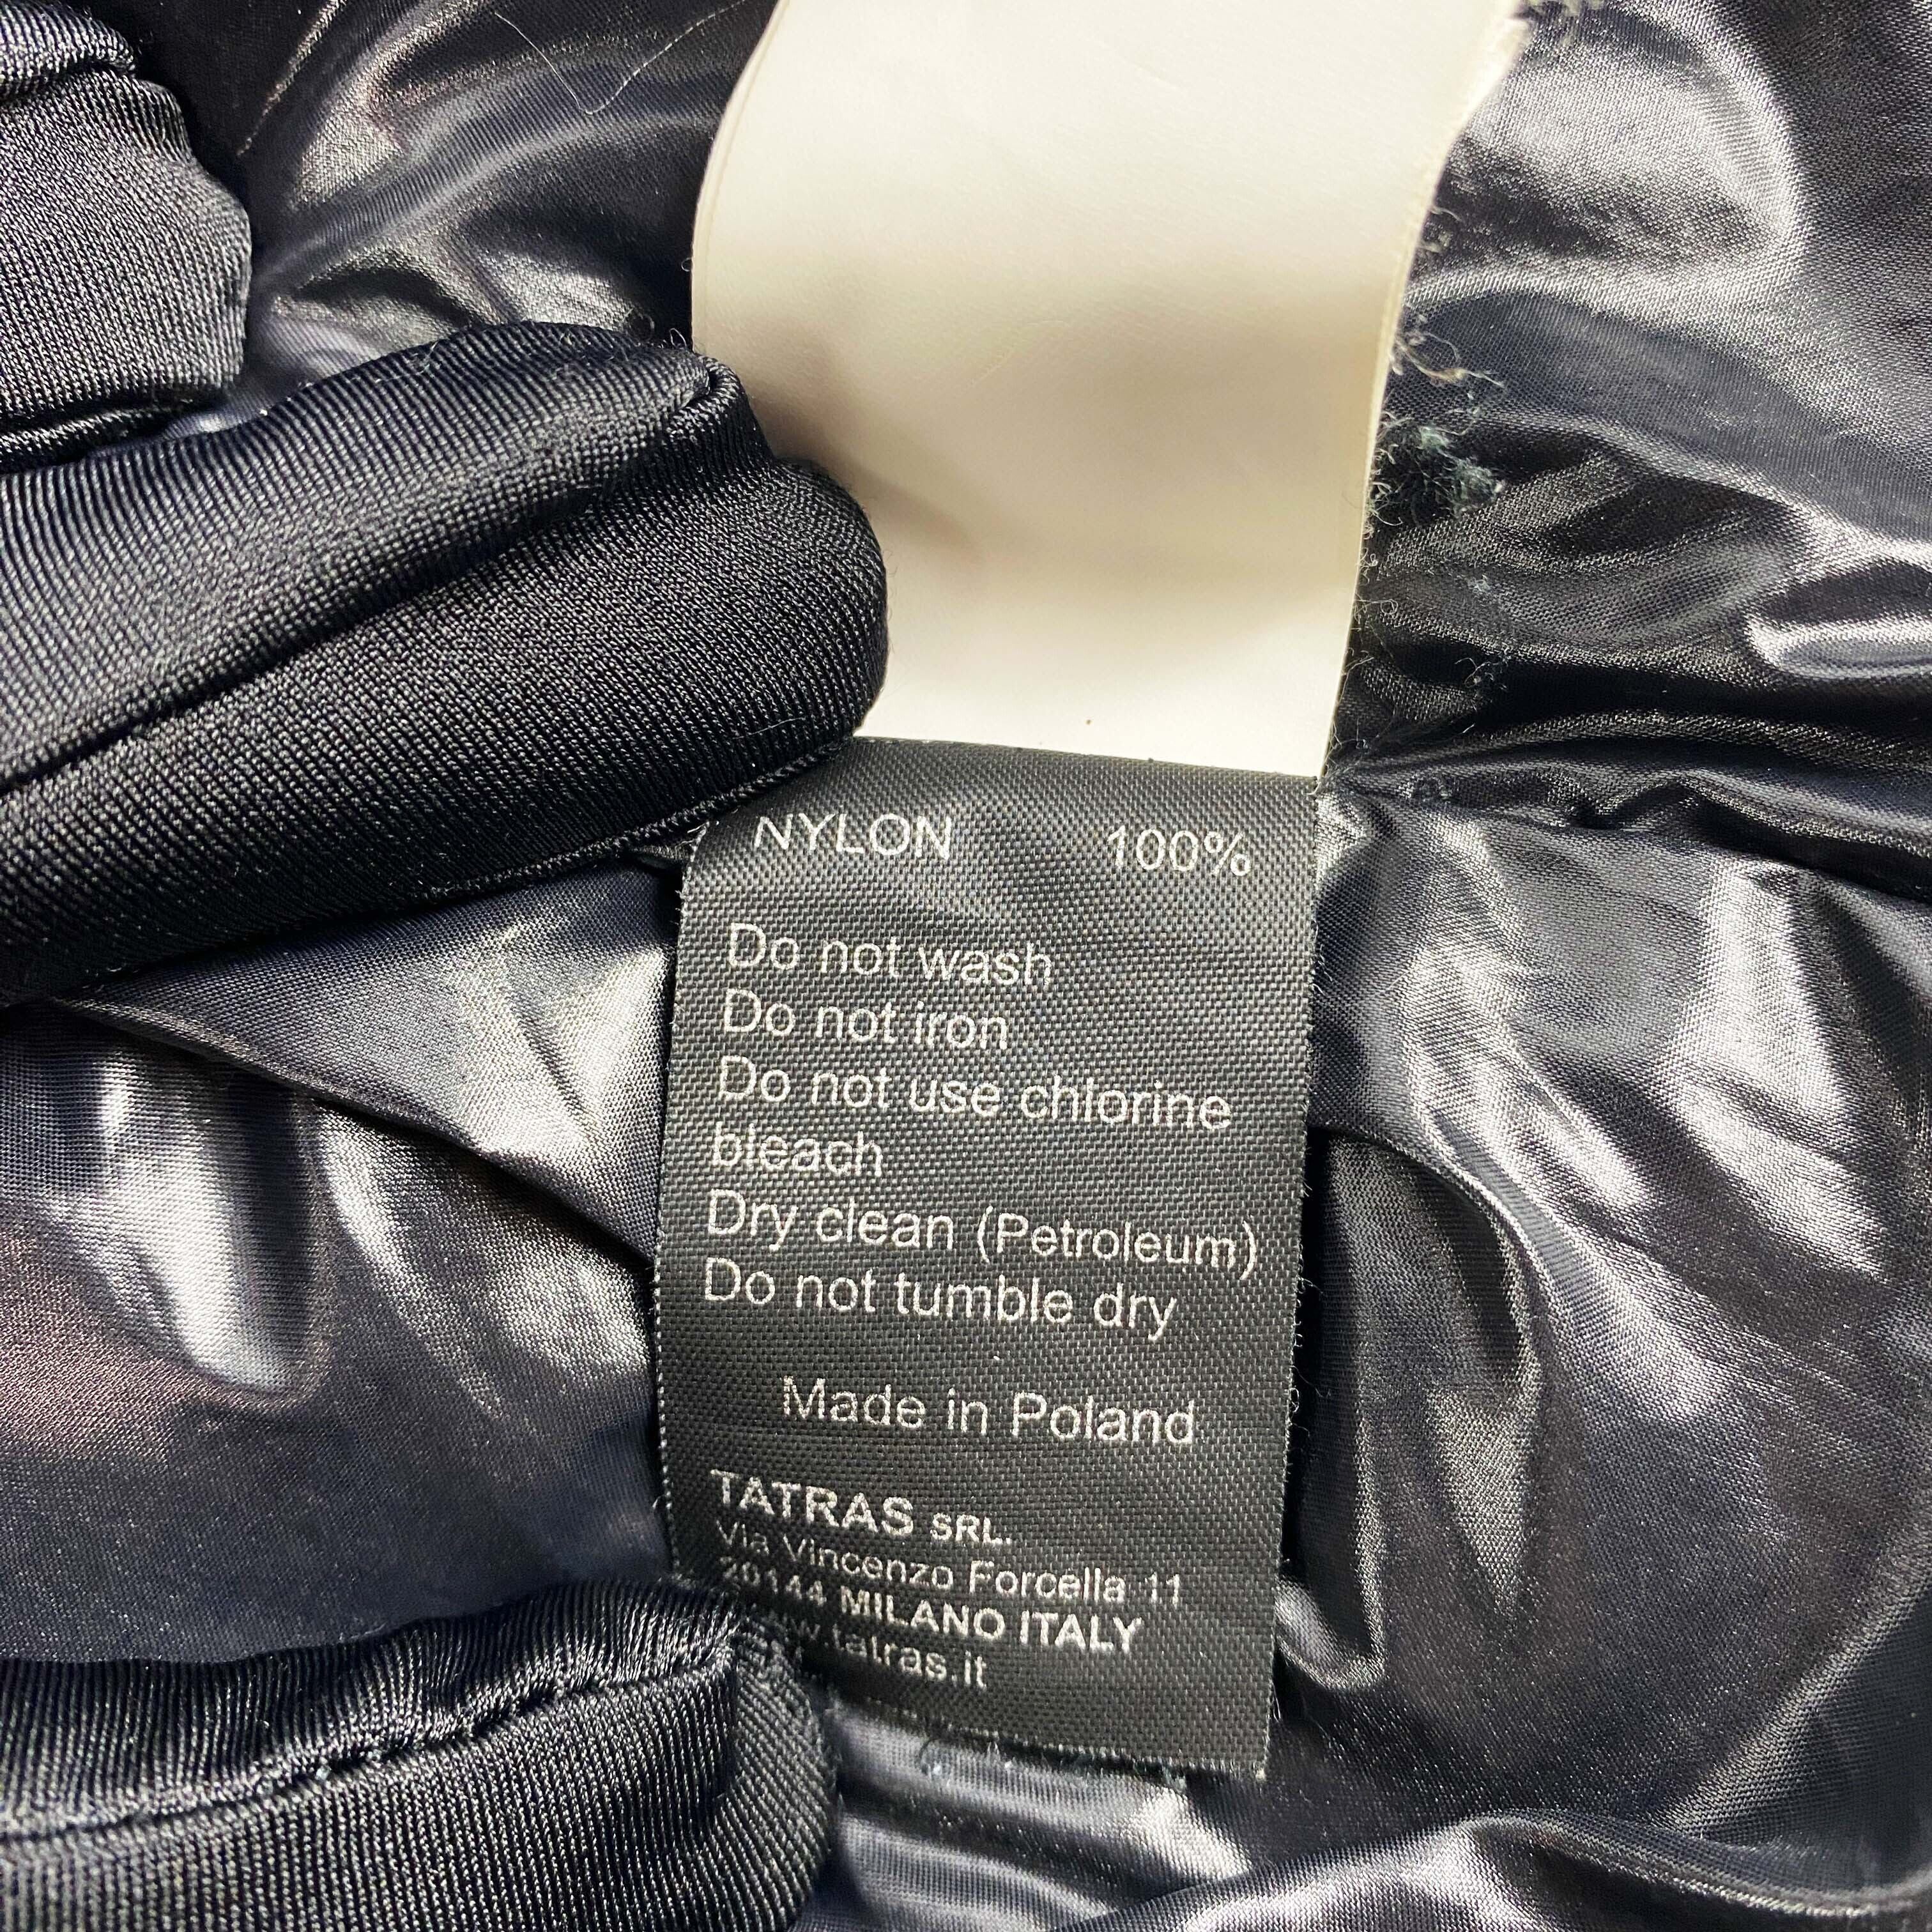 NYLON 100%
Do not wash
Do not iron
Do not use chlorine
bleach
Dry clean (Petroleum)
Do not tumble dry
Made in Poland
TATRAS SRL.
Via Vincenzo Forcella 11
20144 MILANO ITALY
www.tatras.it